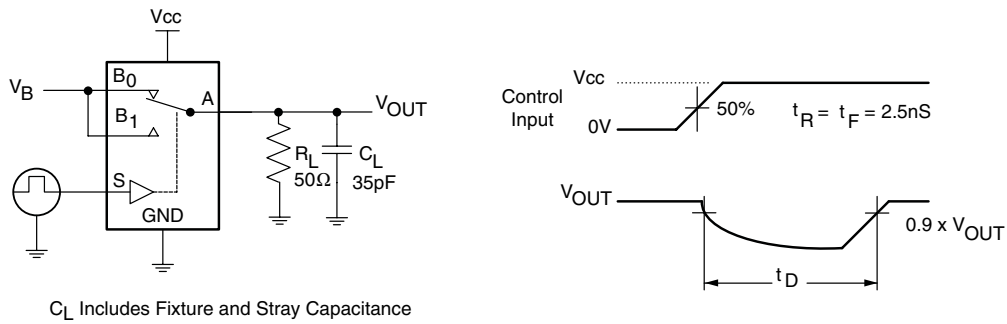 Vcc
VB
B0
B1
A
VOUT
S
GND
RL
50Ω
CL
35pF
CL Includes Fixture and Stray Capacitance
Control
Input
Vcc
0V
50%
tR = tF = 2.5nS
VOUT
0.9 x VOUT
tD